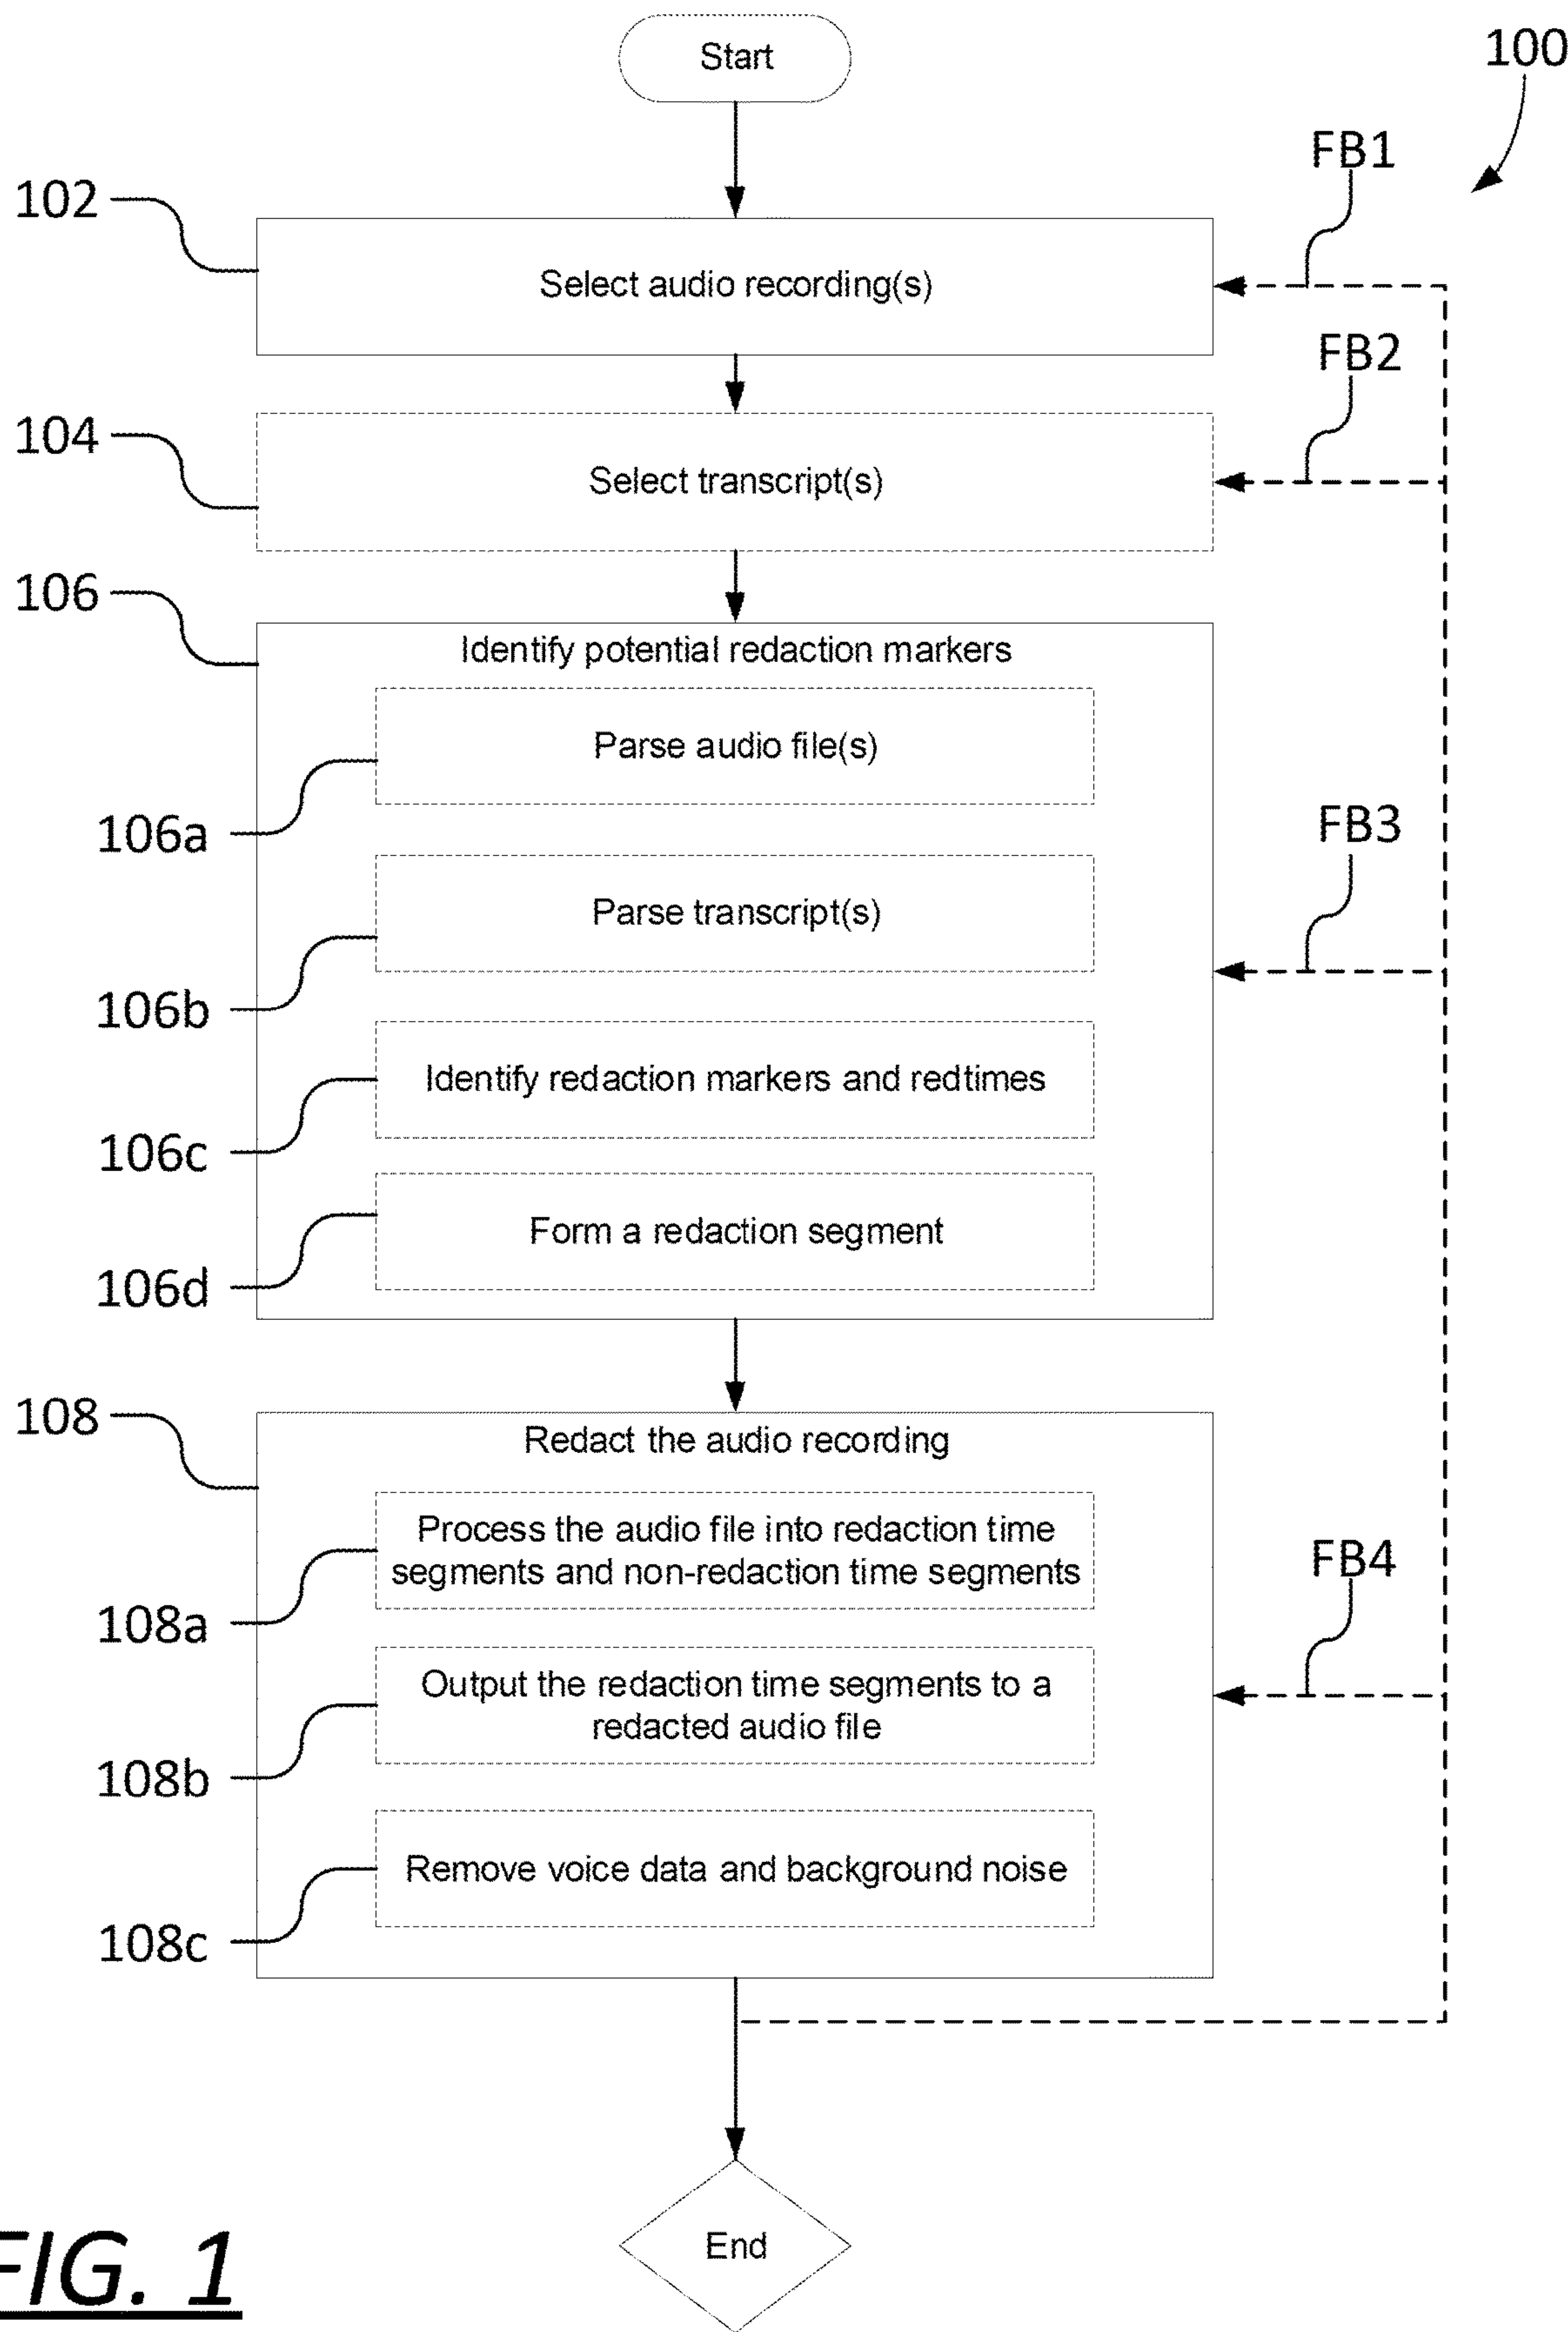 Start
100
FB1
102
Select audio recording(s)
FB2
104
Select transcript(s)
106
Identify potential redaction markers
Parse audio file(s)
106a
FB3
Parse transcript(s)
106b
Identify redaction markers and redtimes
106c
Form a redaction segment
106d
108
Redact the audio recording
Process the audio file into redaction time
segments and non-redaction time segments
108a
FB4
Output the redaction time segments to a
redacted audio file
108b
Remove voice data and background noise
108c
End
FIG. 1